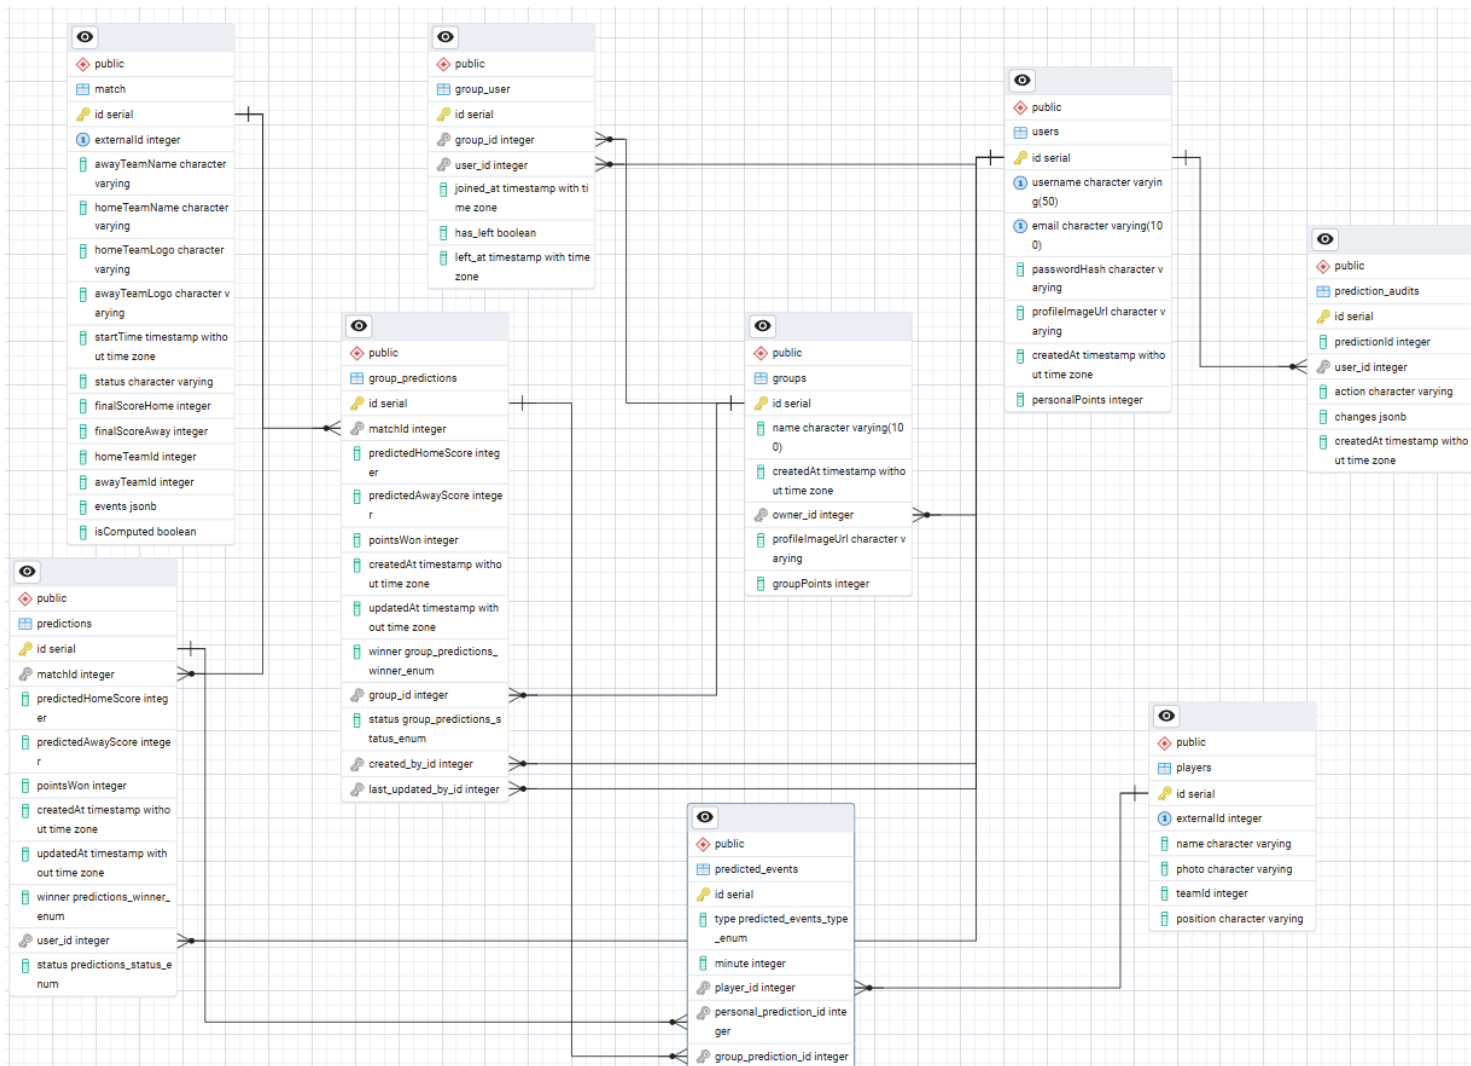 public
match
id serial
externalId integer
awayTeamName character
varying
homeTeamName character
varying
homeTeamLogo character
varying
awayTeamLogo character v
arying
startTime timestamp witho
ut time zone
status character varying
finalScoreHome integer
finalScoreAway integer
homeTeamId integer
awayTeamId integer
events jsonb
isComputed boolean
public
group_user
id serial
group_id integer
user_id integer
joined_at timestamp with ti
me zone
has_left boolean
left_at timestamp with time
zone
public
users
id serial
username character varyin
g(50)
email character varying(10
0)
passwordHash character v
arying
profileImageUrl character v
arying
createdAt timestamp witho
ut time zone
personalPoints integer
public
prediction_audits
id serial
predictionId integer
user_id integer
action character varying
changes jsonb
createdAt timestamp witho
ut time zone
public
group_predictions
id serial
matchId integer
predictedHomeScore integ
er
predictedAwayScore intege
r
pointsWon integer
createdAt timestamp witho
ut time zone
updatedAt timestamp with
out time zone
winner group_predictions_
winner_enum
group_id integer
status group_predictions_s
tatus_enum
created_by_id integer
last_updated_by_id integer
public
groups
id serial
name character varying(10
0)
createdAt timestamp witho
ut time zone
owner_id integer
profileImageUrl character v
arying
groupPoints integer
public
predictions
id serial
matchId integer
predictedHomeScore integ
er
predictedAwayScore intege
r
pointsWon integer
createdAt timestamp witho
ut time zone
updatedAt timestamp with
out time zone
winner predictions_winner_
enum
user_id integer
status predictions_status_e
num
public
predicted_events
id serial
type predicted_events_type
_enum
minute integer
player_id integer
personal_prediction_id inte
ger
group_prediction_id integer
public
players
id serial
externalId integer
name character varying
photo character varying
teamId integer
position character varying